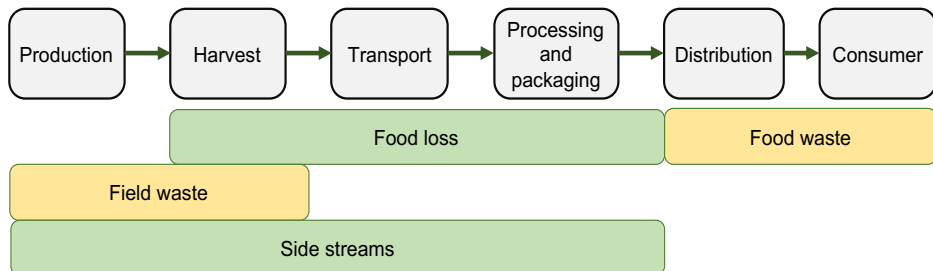 Production
Harvest
Transport
Processing
and
packaging
Distribution
Consumer
Food loss
Food waste
Field waste
Side streams